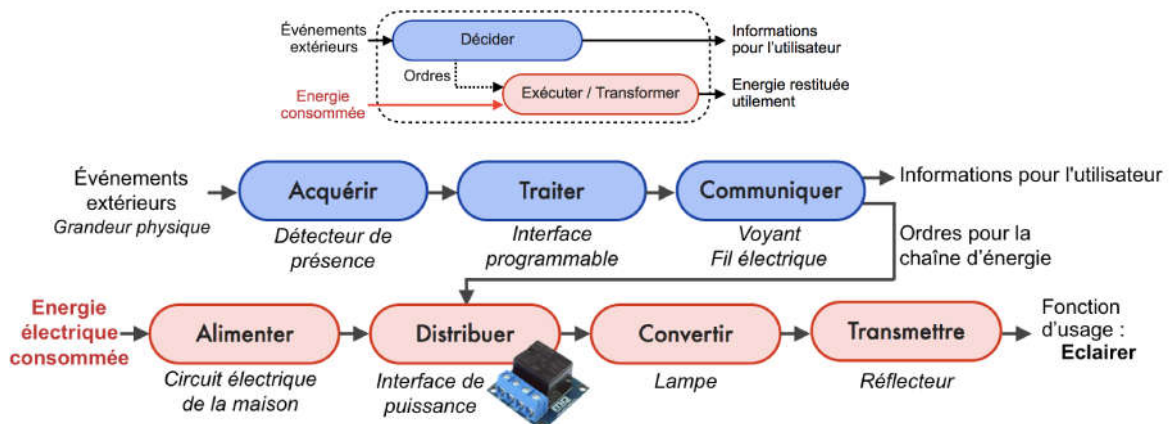 Événements
extérieurs
Décider
Informations
pour l'utilisateur
Ordres
Energie
consommée
Exécuter / Transformer
Energie restituée
utilement
Événements
extérieurs
Grandeur physique
Acquérir
Traiter
Communiquer
Informations pour l'utilisateur
Détecteur de
présence
Interface
programmable
Voyant
Fil électrique
Ordres pour la
chaîne d'énergie
Energie
électrique
consommée
Alimenter
Distribuer
Convertir
Transmettre
Fonction
d'usage :
Eclairer
Circuit électrique
de la maison
Interface de
puissance
Lampe
Réflecteur